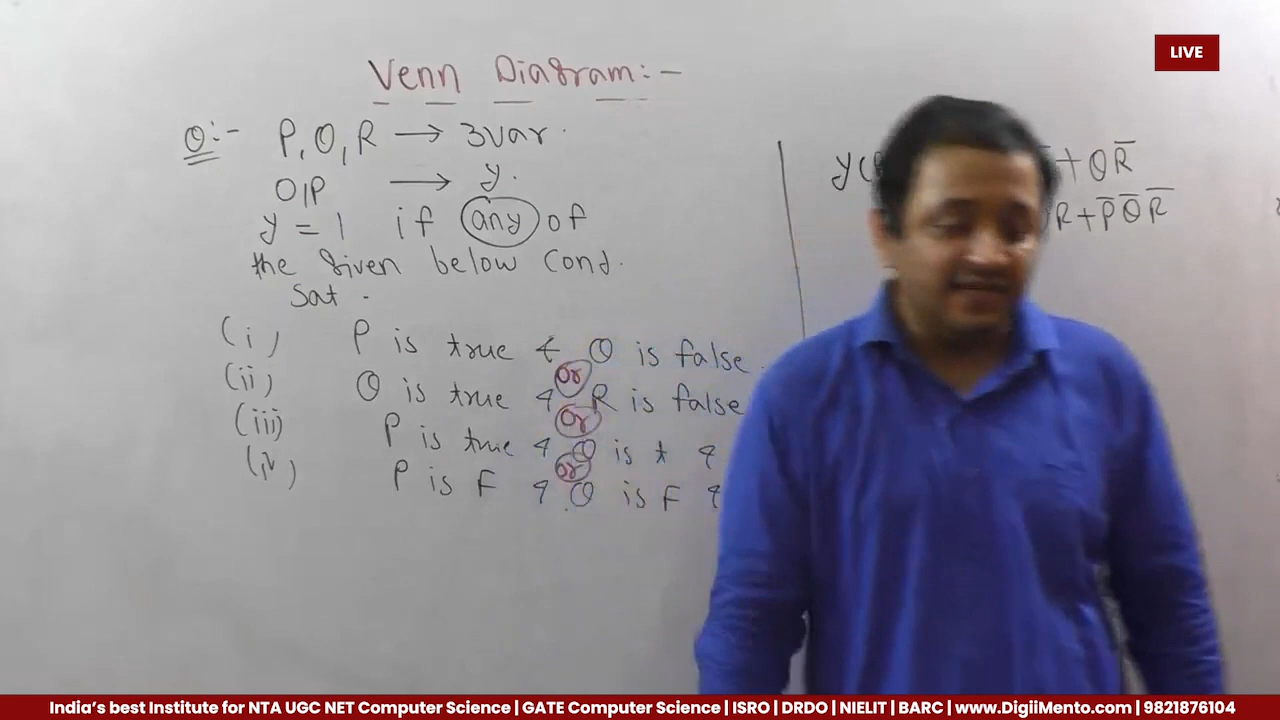 LIVE
Venn Diagram:-
Q:- P,Q,R → 3var.
O/P → y.
y = 1 if any of
the given below cond.
Sat.
(i) P is true & Q is false.
or
(ii) Q is true & R is false
or
(iii) P is true & Q is t &
or
(iv) P is F & Q is F &
y( + QR̅
R + P̅Q̅R̅
India's best Institute for NTA UGC NET Computer Science | GATE Computer Science | ISRO | DRDO | NIELIT | BARC | www.DigiiMento.com | 9821876104